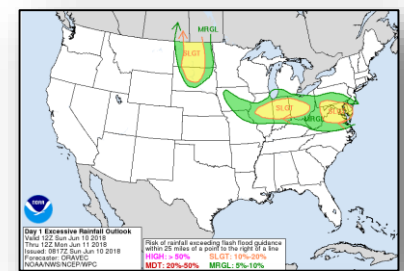 MRGL
SLGT
SLGT
MRGL
NOAA
Day 1 Excessive Rainfall Outlook
Valid 12Z Sun Jun 10 2018
Thru 12Z Mon Jun 11 2018
Issued: 0817Z Sun Jun 10 2018
Forecaster: ORAVEC
NOAA/NWS/NCEP/WPC
Risk of rainfall exceeding flash flood guidance
within 25 miles of a point to the right of a line
HIGH: > 50% SLGT: 10%-20%
MDT: 20%-50% MRGL: 5%-10%